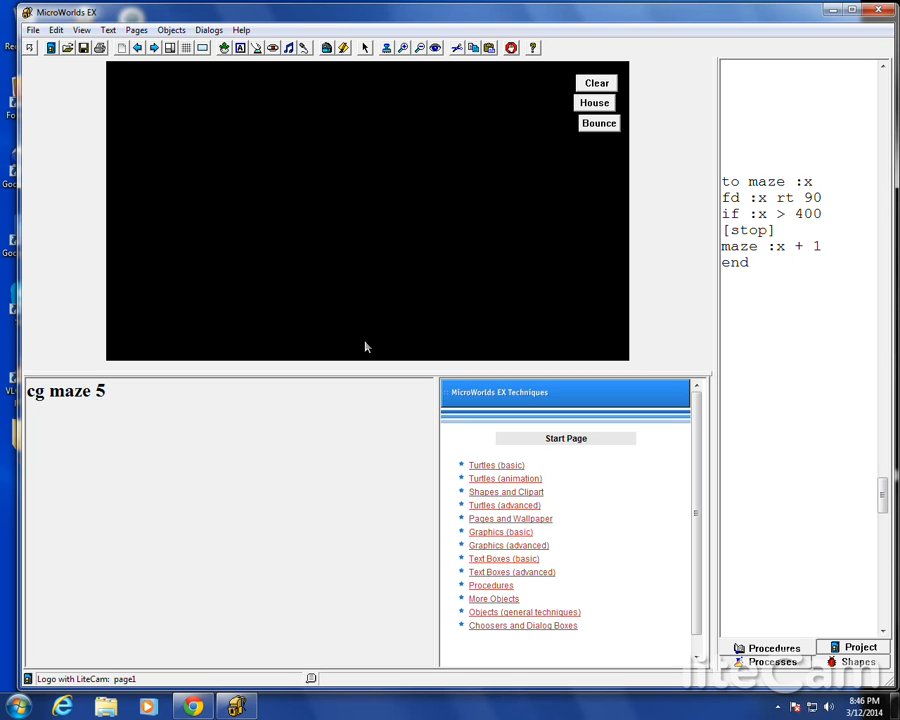 MicroWorlds EX
File Edit View Text Pages Objects Dialogs Help
Clear
House
Bounce
to maze :x
fd :x rt 90
if :x > 400
[stop]
maze :x + 1
end
cg maze 5
MicroWorlds EX Techniques
Start Page
Turtles (basic)
Turtles (animation)
Shapes and Clipart
Turtles (advanced)
Pages and Wallpaper
Graphics (basic)
Graphics (advanced)
Text Boxes (basic)
Text Boxes (advanced)
Procedures
More Objects
Objects (general techniques)
Choosers and Dialog Boxes
Procedures Project
Processes Shapes
liteCam
Logo with LiteCam: page1
8:46 PM
3/12/2014